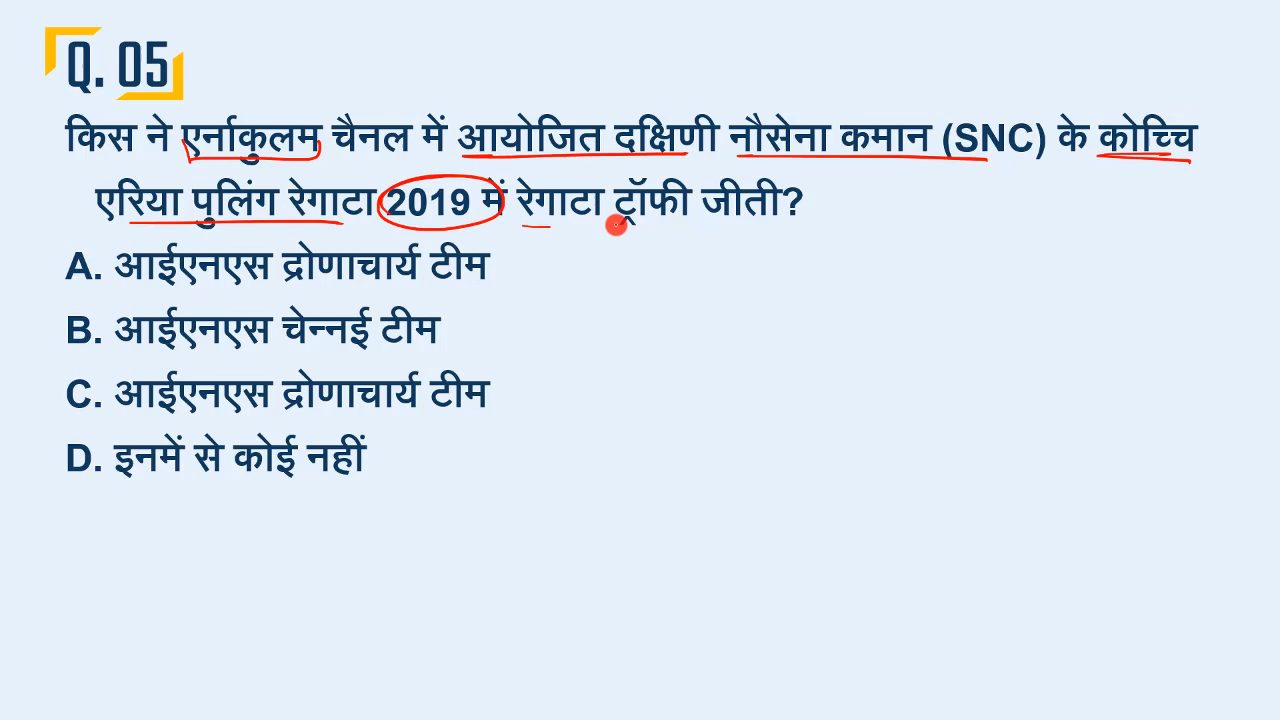 Q. 05
किस ने एर्नाकुलम चैनल में आयोजित दक्षिणी नौसेना कमान (SNC) के कोच्चि
एरिया पुलिंग रेगाटा 2019 में रेगाटा ट्रॉफी जीती?
A. आईएनएस द्रोणाचार्य टीम
B. आईएनएस चेन्नई टीम
C. आईएनएस द्रोणाचार्य टीम
D. इनमें से कोई नहीं